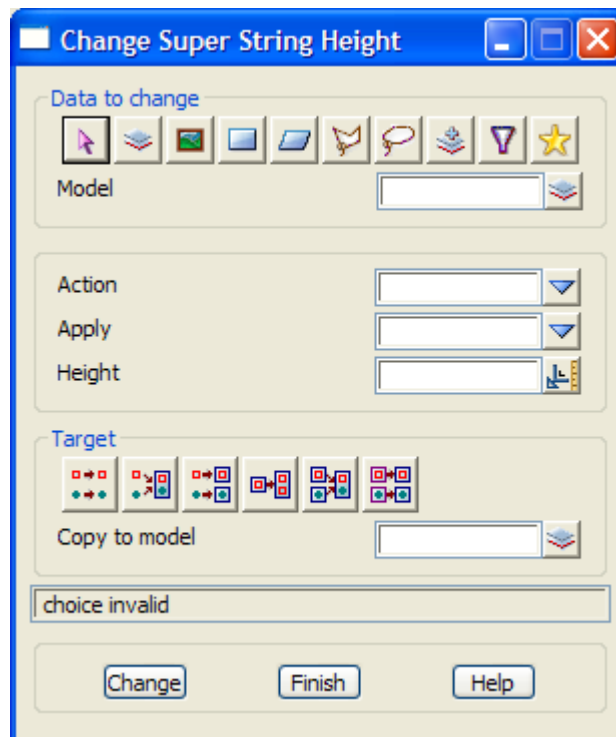 Change Super String Height
Data to change
Model
Action
Apply
Height
Target
Copy to model
choice invalid
Change Finish Help